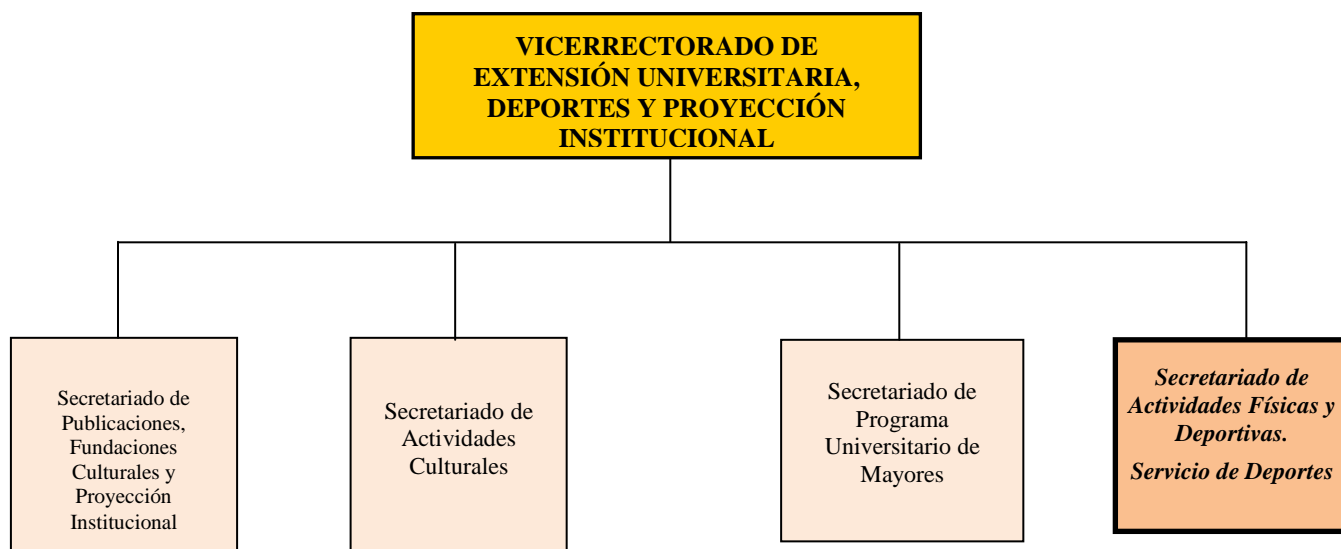 VICERRECTORADO DE
EXTENSIÓN UNIVERSITARIA,
DEPORTES Y PROYECCIÓN
INSTITUCIONAL
Secretariado de
Publicaciones,
Fundaciones
Culturales y
Proyección
Institucional
Secretariado de
Actividades
Culturales
Secretariado de
Programa
Universitario de
Mayores
Secretariado de
Actividades Físicas y
Deportivas.
Servicio de Deportes